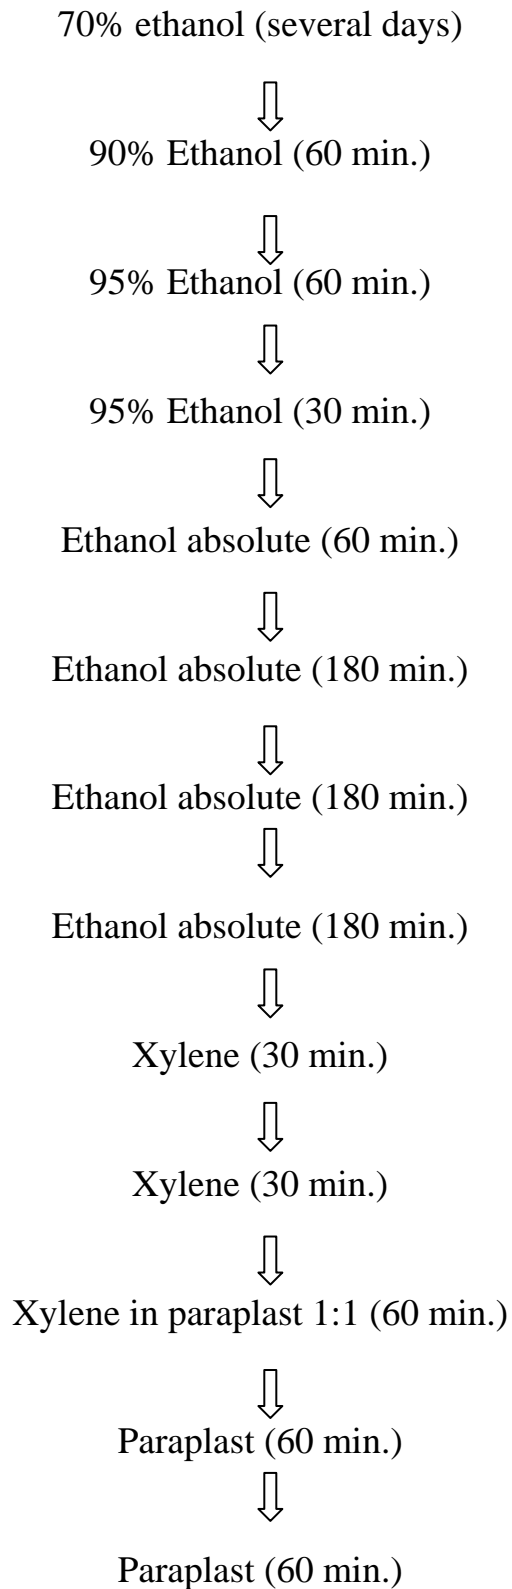 70% ethanol (several days)
90% Ethanol (60 min.)
95% Ethanol (60 min.)
95% Ethanol (30 min.)
Ethanol absolute (60 min.)
Ethanol absolute (180 min.)
Ethanol absolute (180 min.)
Ethanol absolute (180 min.)
Xylene (30 min.)
Xylene (30 min.)
Xylene in paraplast 1:1 (60 min.)
Paraplast (60 min.)
Paraplast (60 min.)